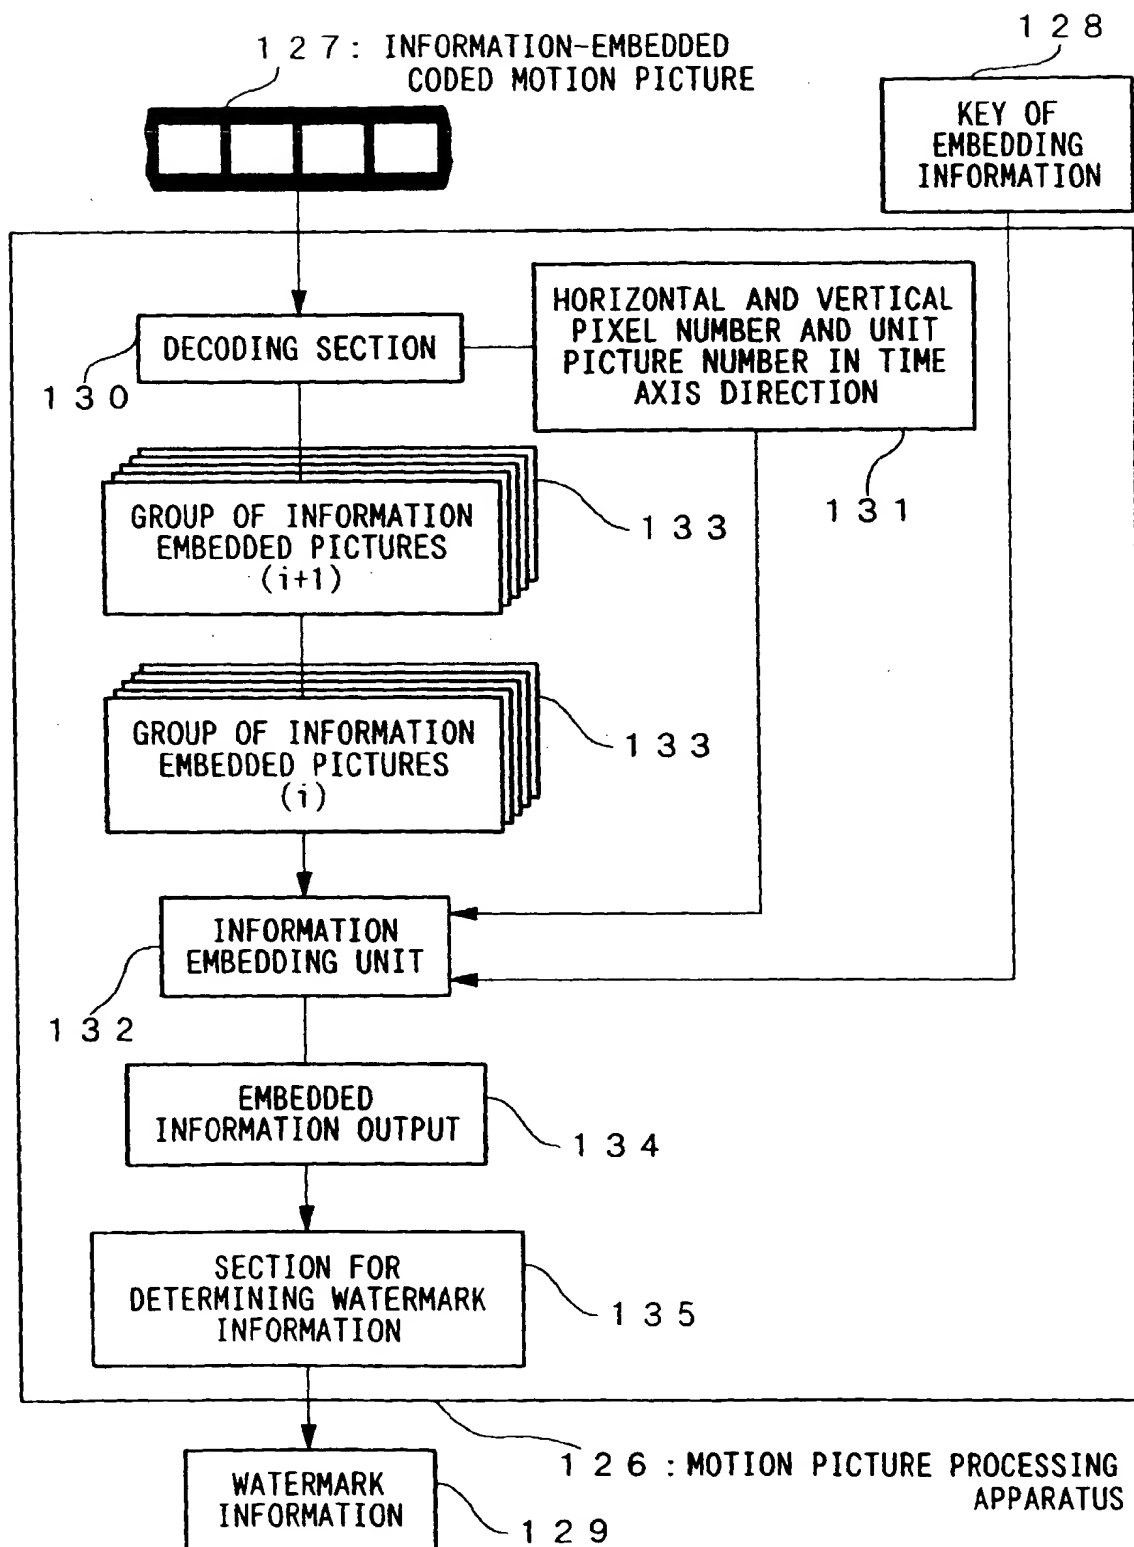 127: INFORMATION-EMBEDDED
CODED MOTION PICTURE
128
KEY OF
EMBEDDING
INFORMATION
HORIZONTAL AND VERTICAL
PIXEL NUMBER AND UNIT
PICTURE NUMBER IN TIME
AXIS DIRECTION
DECODING SECTION
130
131
GROUP OF INFORMATION
EMBEDDED PICTURES
(i+1)
133
GROUP OF INFORMATION
EMBEDDED PICTURES
(i)
133
INFORMATION
EMBEDDING UNIT
132
EMBEDDED
INFORMATION OUTPUT
134
SECTION FOR
DETERMINING WATERMARK
INFORMATION
135
126: MOTION PICTURE PROCESSING
APPARATUS
WATERMARK
INFORMATION
129